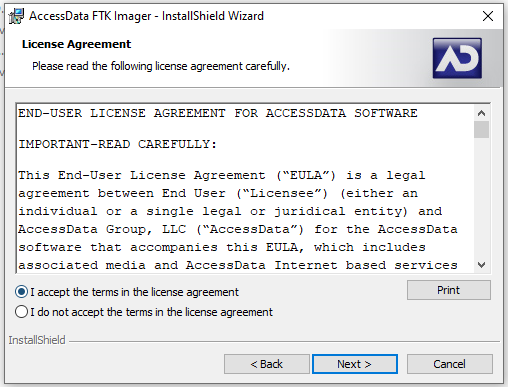 AccessData FTK Imager - InstallShield Wizard
License Agreement
Please read the following license agreement carefully.
AD
END-USER LICENSE AGREEMENT FOR ACCESSDATA SOFTWARE
IMPORTANT-READ CAREFULLY:
This End-User License Agreement (“EULA”) is a legal
agreement between End User (“Licensee”) (either an
individual or a single legal or juridical entity) and
AccessData Group, LLC (“AccessData”) for the AccessData
software that accompanies this EULA, which includes
associated media and AccessData Internet based services
I accept the terms in the license agreement
Print
I do not accept the terms in the license agreement
InstallShield
< Back
Next >
Cancel